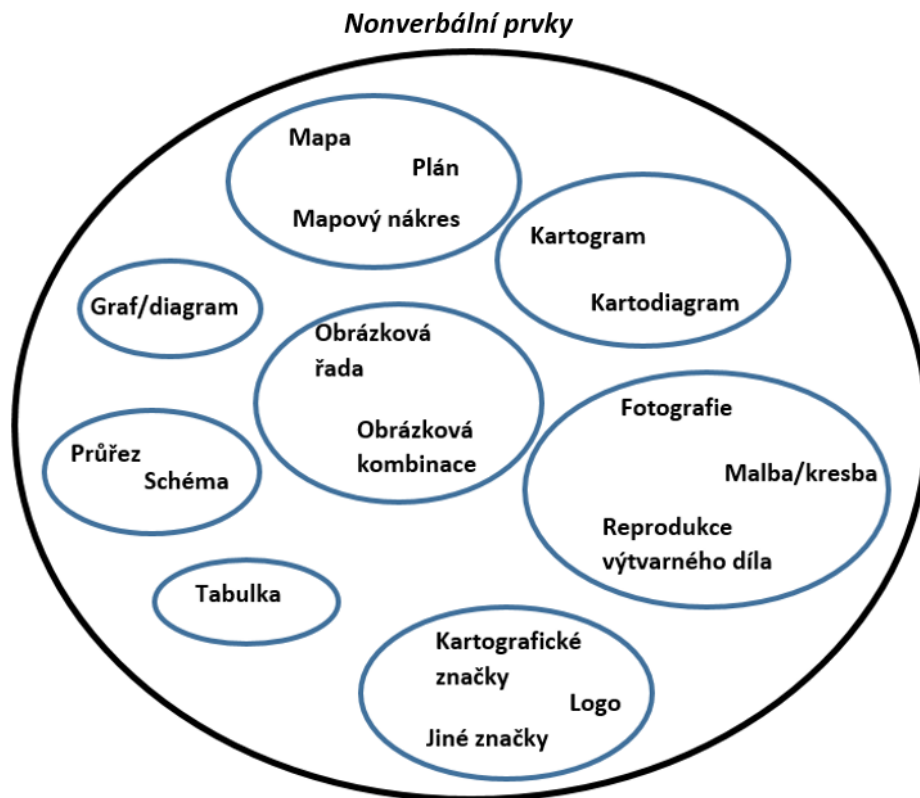 Nonverbální prvky
Mapa
Plán
Mapový nákres
Kartogram
Kartodiagram
Graf/diagram
Obrázková
řada
Obrázková
kombinace
Fotografie
Malba/kresba
Reprodukce
výtvarného díla
Průřez
Schéma
Tabulka
Kartografické
značky
Logo
Jiné značky